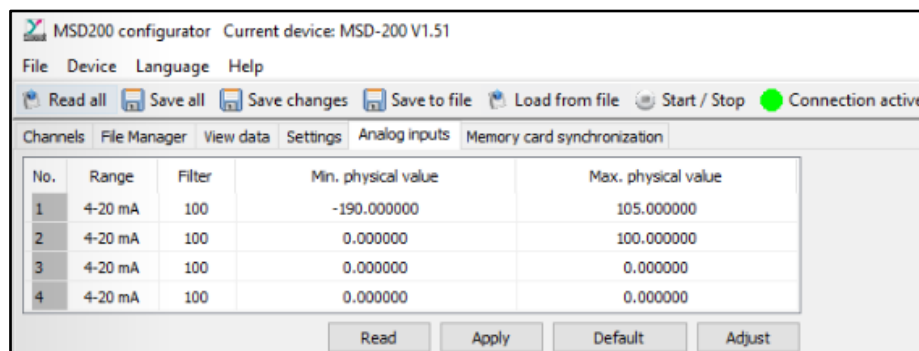 MSD200 configurator Current device: MSD-200 V1.51
File Device Language Help
Read all Save all Save changes Save to file Load from file Start / Stop Connection active
Channels File Manager View data Settings Analog inputs Memory card synchronization
No. Range Filter Min. physical value Max. physical value
1 4-20 mA 100 -190.000000 105.000000
2 4-20 mA 100 0.000000 100.000000
3 4-20 mA 100 0.000000 0.000000
4 4-20 mA 100 0.000000 0.000000
Read Apply Default Adjust